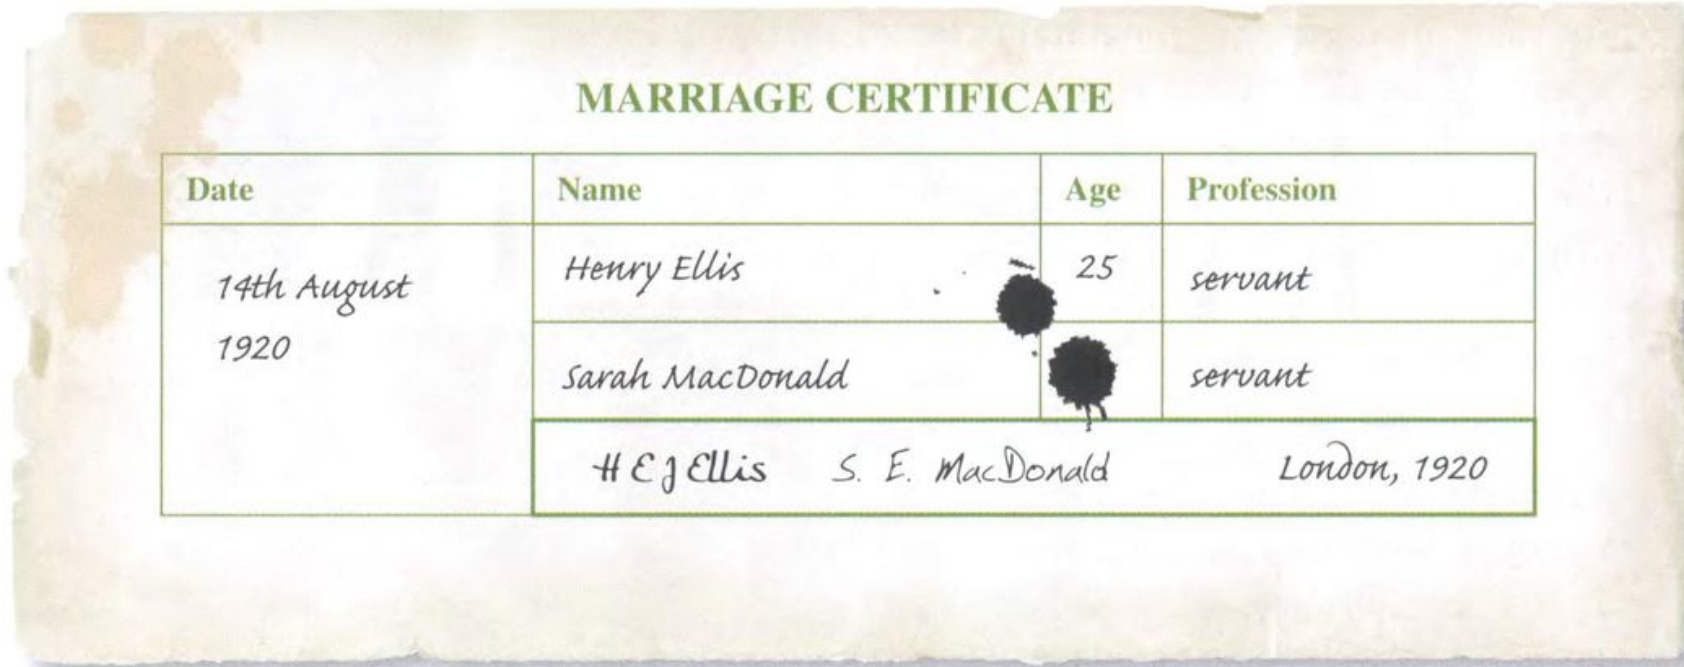 MARRIAGE CERTIFICATE
Date Name Age Profession
14th August
1920
Henry Ellis 25 servant
Sarah MacDonald servant
H E J Ellis S. E. MacDonald London, 1920